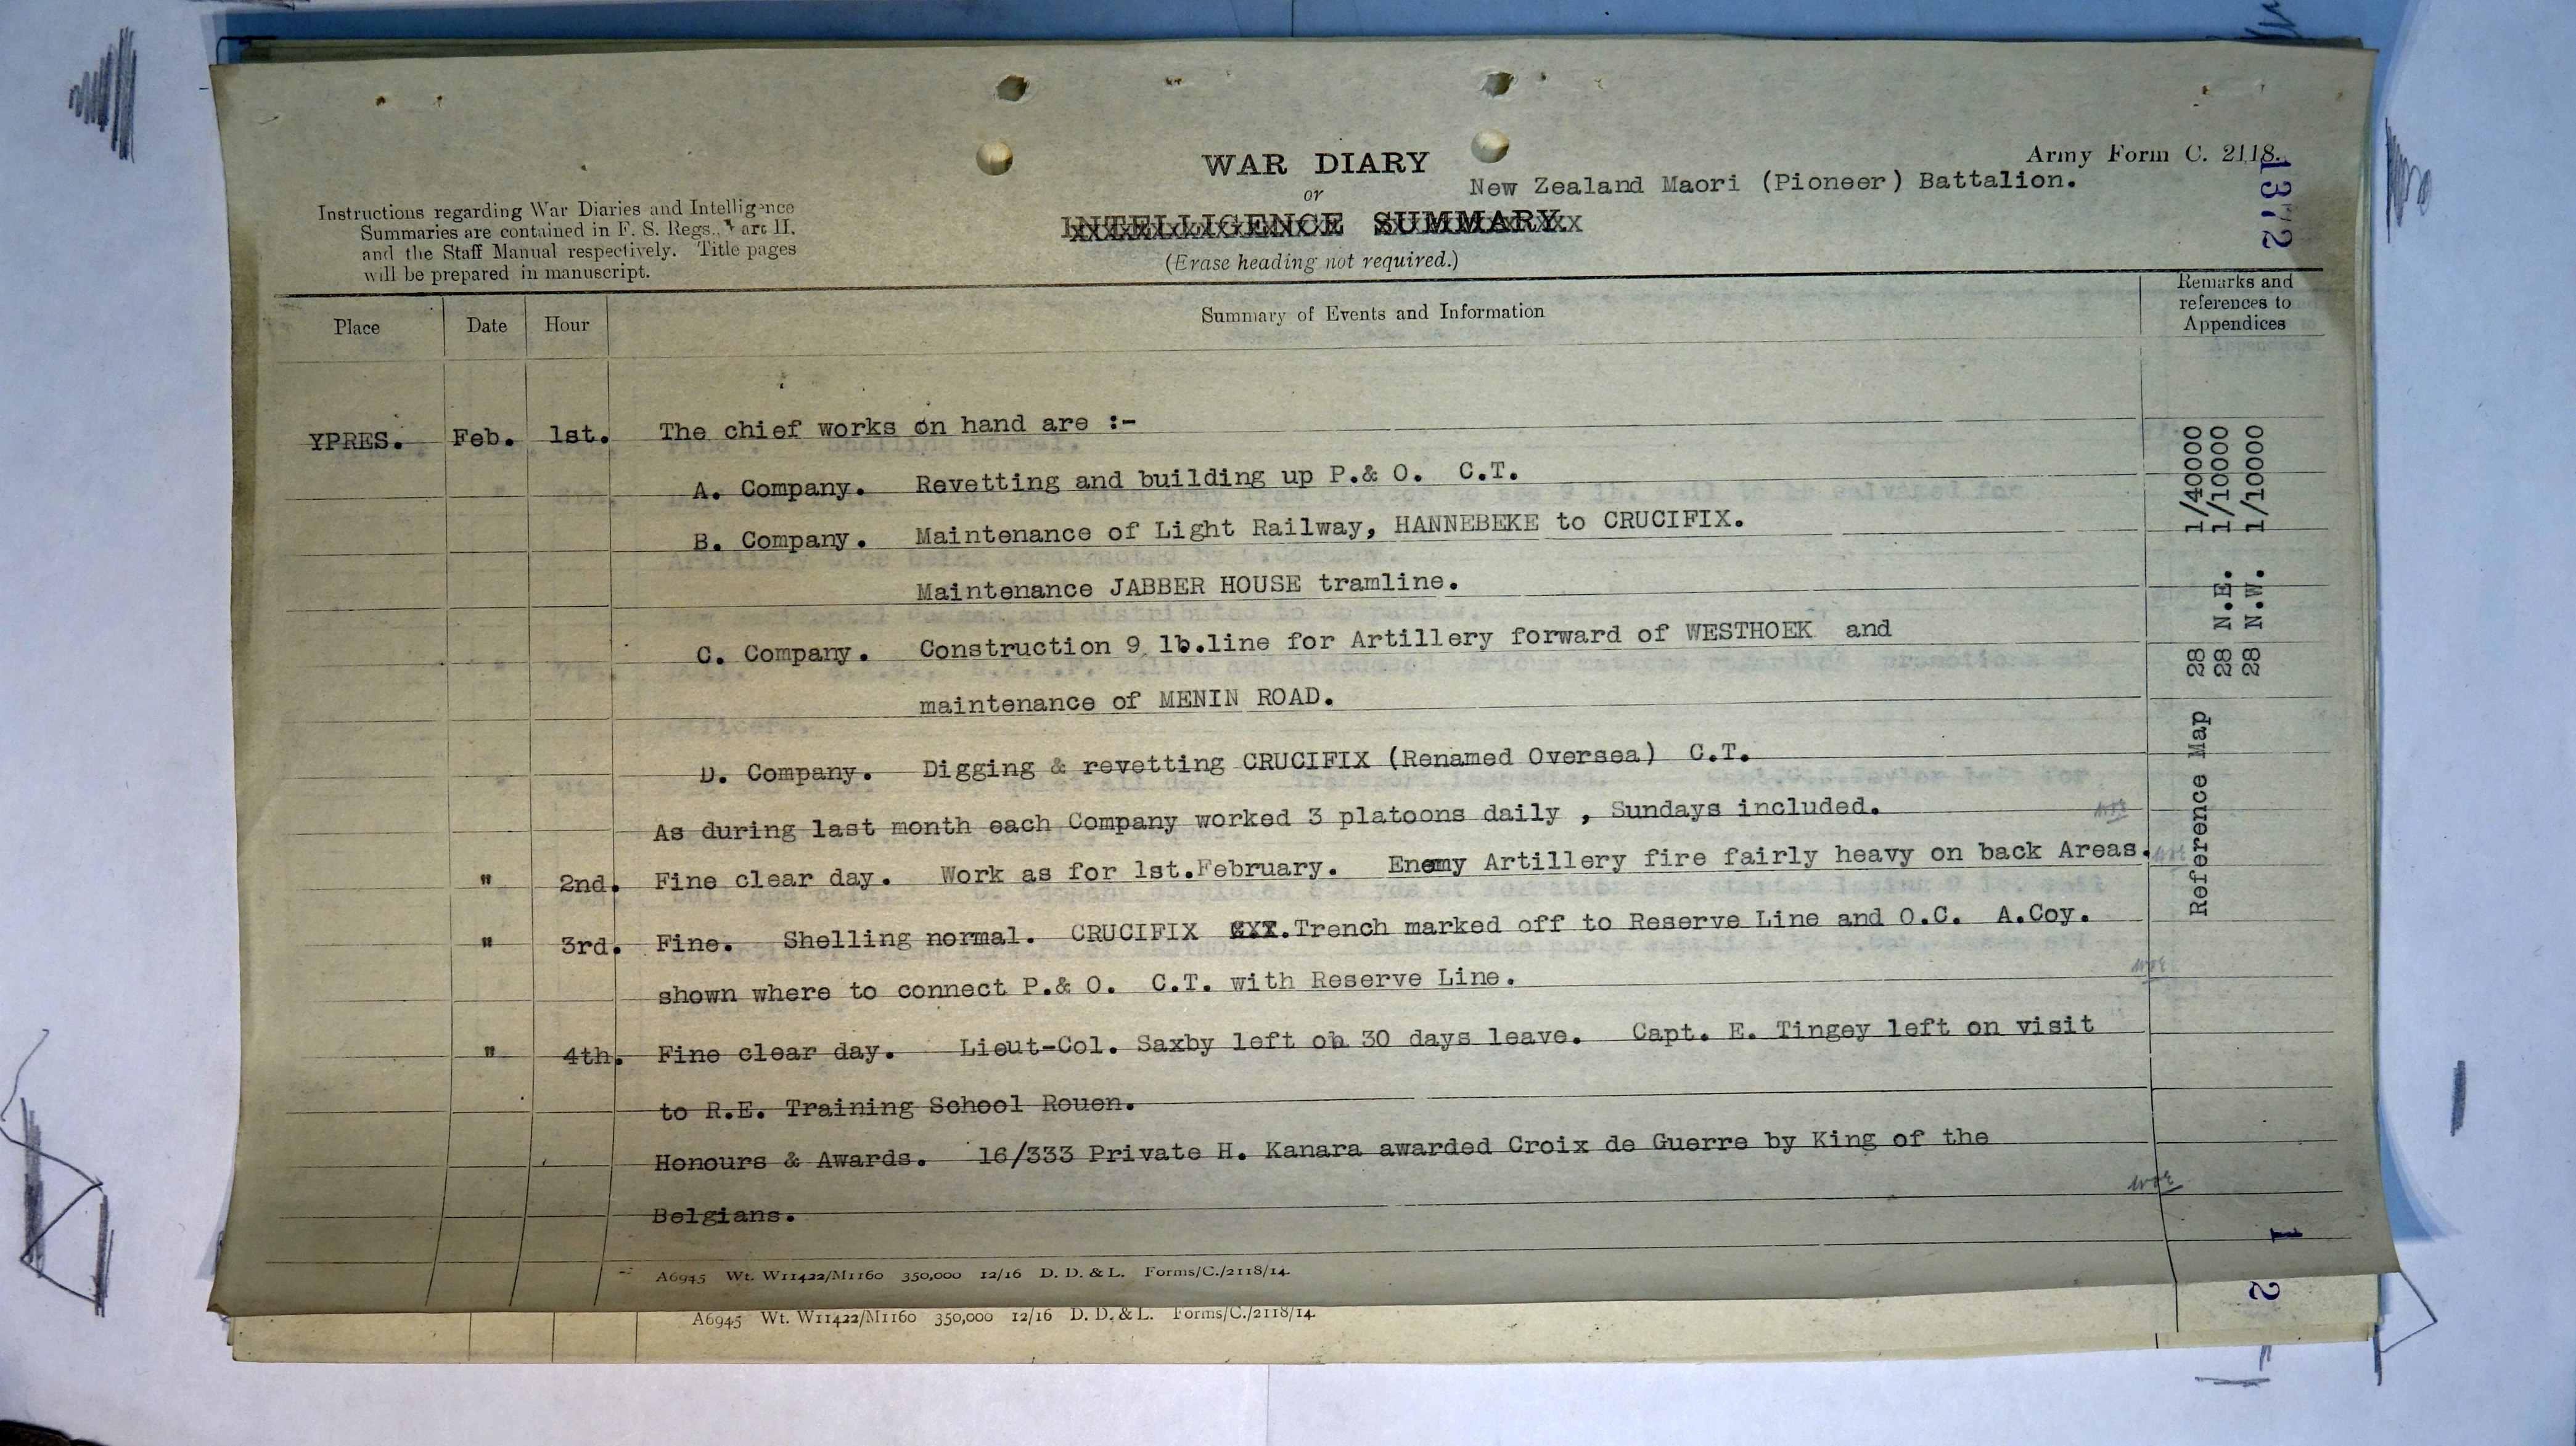 Army Form C. 2118.
1372
WAR DIARY
or
New Zealand Maori (Pioneer) Battalion.
INTELLIGENCE SUMMARY.
(Erase heading not required.)
Instructions regarding War Diaries and Intelligence
Summaries are contained in F. S. Regs., Part II.
and the Staff Manual respectively. Title pages
will be prepared in manuscript.
Place Date Hour Summary of Events and Information
Remarks and
references to
Appendices
YPRES. Feb. 1st. The chief works on hand are :-
A. Company. Revetting and building up P.& O. C.T.
B. Company. Maintenance of Light Railway, HANNEBEKE to CRUCIFIX.
Maintenance JABBER HOUSE tramline.
C. Company. Construction 9 lb.line for Artillery forward of WESTHOEK and
maintenance of MENIN ROAD.
D. Company. Digging & revetting CRUCIFIX (Renamed Oversea) C.T.
As during last month each Company worked 3 platoons daily , Sundays included.
" 2nd. Fine clear day. Work as for 1st.February. Enemy Artillery fire fairly heavy on back Areas.
" 3rd. Fine. Shelling normal. CRUCIFIX Trench marked off to Reserve Line and O.C. A.Coy.
shown where to connect P.& O. C.T. with Reserve Line.
" 4th. Fine clear day. Lieut-Col. Saxby left on 30 days leave. Capt. E. Tingey left on visit
to R.E. Training School Rouen.
Honours & Awards. 16/333 Private H. Kanara awarded Croix de Guerre by King of the
Belgians.
Reference Map 28 1/40000
28 N.E. 1/10000
28 N.W. 1/10000
A6945 Wt. W11422/M1160 350,000 12/16 D. D. & L. Forms/C./2118/14.
1
2
A6945 Wt. W11422/M1160 350,000 12/16 D. D. & L. Forms/C./2118/14.